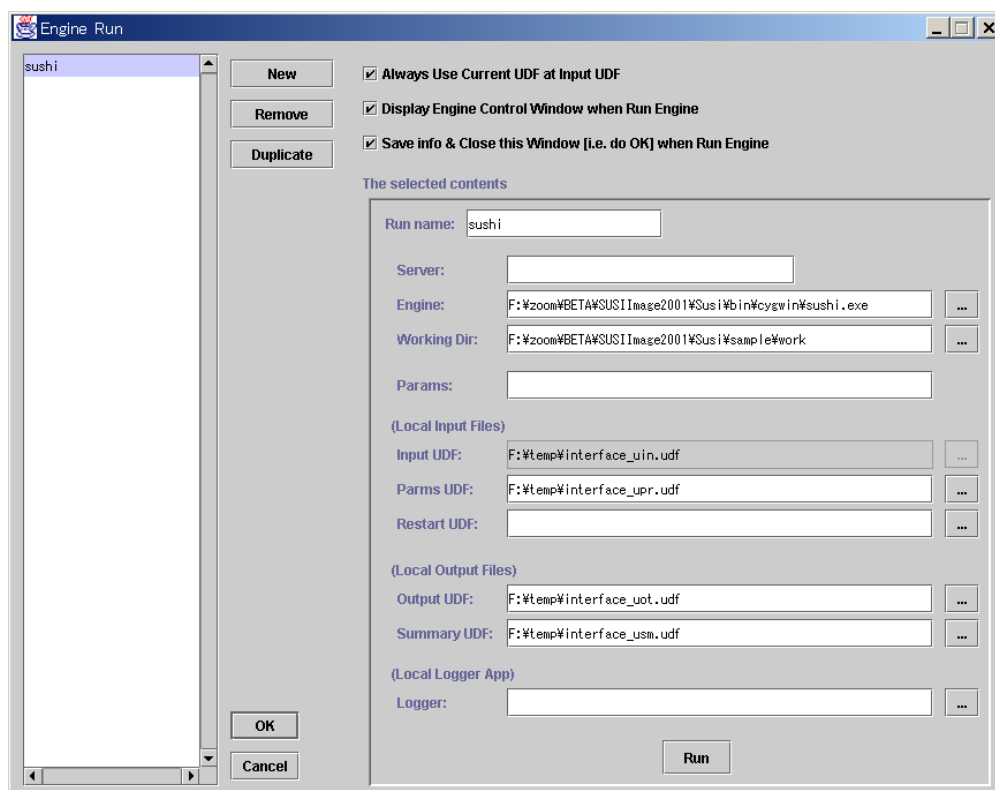 Engine Run
sushi
New
Remove
Duplicate
Always Use Current UDF at Input UDF
Display Engine Control Window when Run Engine
Save info & Close this Window [i.e. do OK] when Run Engine
The selected contents
Run name: sushi
Server:
Engine: F:¥zoom¥BETA¥SUSIImage2001¥Susi¥bin¥cygwin¥sushi.exe ...
Working Dir: F:¥zoom¥BETA¥SUSIImage2001¥Susi¥sample¥work ...
Params:
(Local Input Files)
Input UDF: F:¥temp¥interface_uin.udf ...
Parms UDF: F:¥temp¥interface_upr.udf ...
Restart UDF: ...
(Local Output Files)
Output UDF: F:¥temp¥interface_uot.udf ...
Summary UDF: F:¥temp¥interface_usm.udf ...
(Local Logger App)
Logger: ...
OK
Cancel
Run